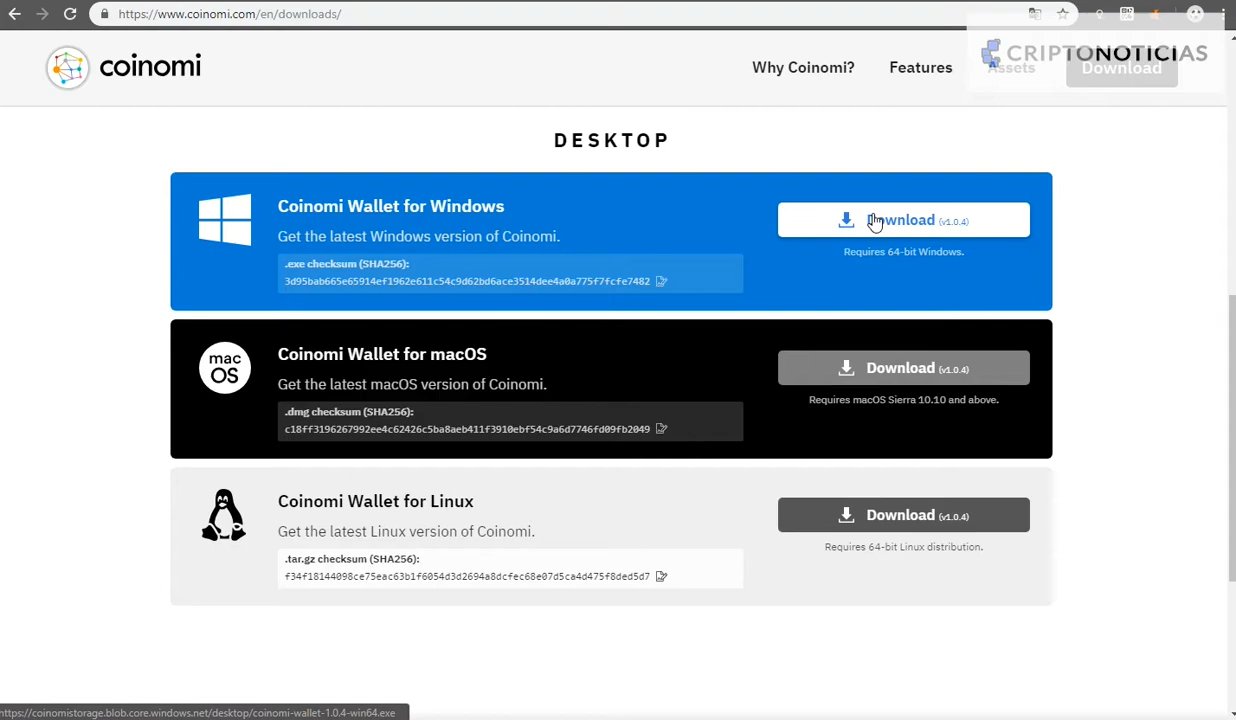 https://www.coinomi.com/en/downloads/
coinomi
Why Coinomi?
Features
Assets
Download
CRIPTONOTICIAS
DESKTOP
Coinomi Wallet for Windows
Get the latest Windows version of Coinomi.
.exe checksum (SHA256):
3d95bab665e65914ef1962e611c54c9d62bd6ace3514dee4a0a775f7fcfe7482
Download (v1.0.4)
Requires 64-bit Windows.
mac
OS
Coinomi Wallet for macOS
Get the latest macOS version of Coinomi.
.dmg checksum (SHA256):
c18ff3196267992ee4c62426c5ba8aeb411f3910ebf54c9a6d7746fd09fb2049
Download (v1.0.4)
Requires macOS Sierra 10.10 and above.
Coinomi Wallet for Linux
Get the latest Linux version of Coinomi.
.tar.gz checksum (SHA256):
f34f18144098ce75eac63b1f6054d3d2694a8dcfec68e07d5ca4d475f8ded5d7
Download (v1.0.4)
Requires 64-bit Linux distribution.
https://coinomistorage.blob.core.windows.net/desktop/coinomi-wallet-1.0.4-win64.exe